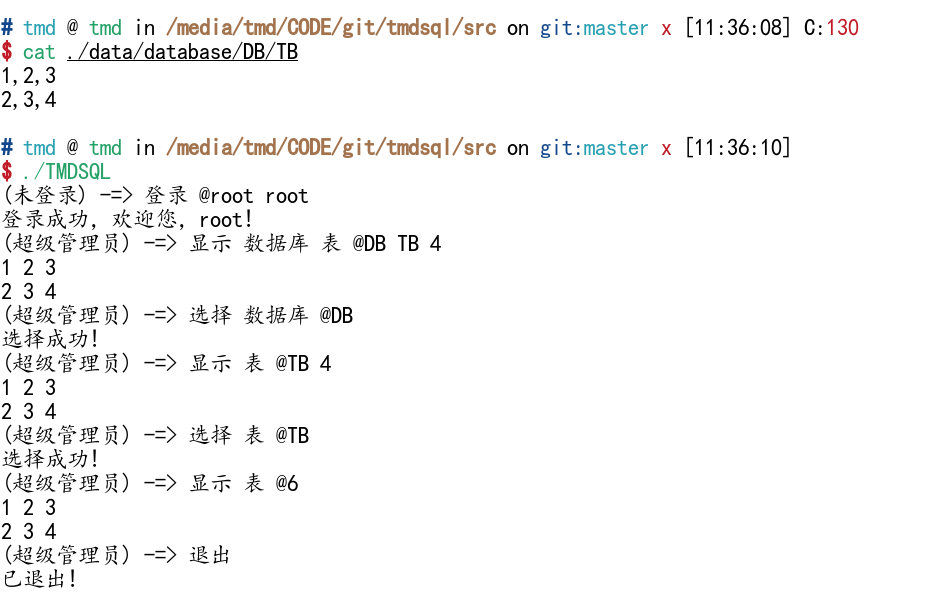 # tmd @ tmd in /media/tmd/CODE/git/tmdsql/src on git:master x [11:36:08] C:130
$ cat ./data/database/DB/TB
1,2,3
2,3,4
# tmd @ tmd in /media/tmd/CODE/git/tmdsql/src on git:master x [11:36:10]
$ ./TMDSQL
(未登录) -=> 登录 @root root
登录成功, 欢迎您, root!
(超级管理员) -=> 显示 数据库 表 @DB TB 4
1 2 3
2 3 4
(超级管理员) -=> 选择 数据库 @DB
选择成功!
(超级管理员) -=> 显示 表 @TB 4
1 2 3
2 3 4
(超级管理员) -=> 选择 表 @TB
选择成功!
(超级管理员) -=> 显示 表 @6
1 2 3
2 3 4
(超级管理员) -=> 退出
已退出!